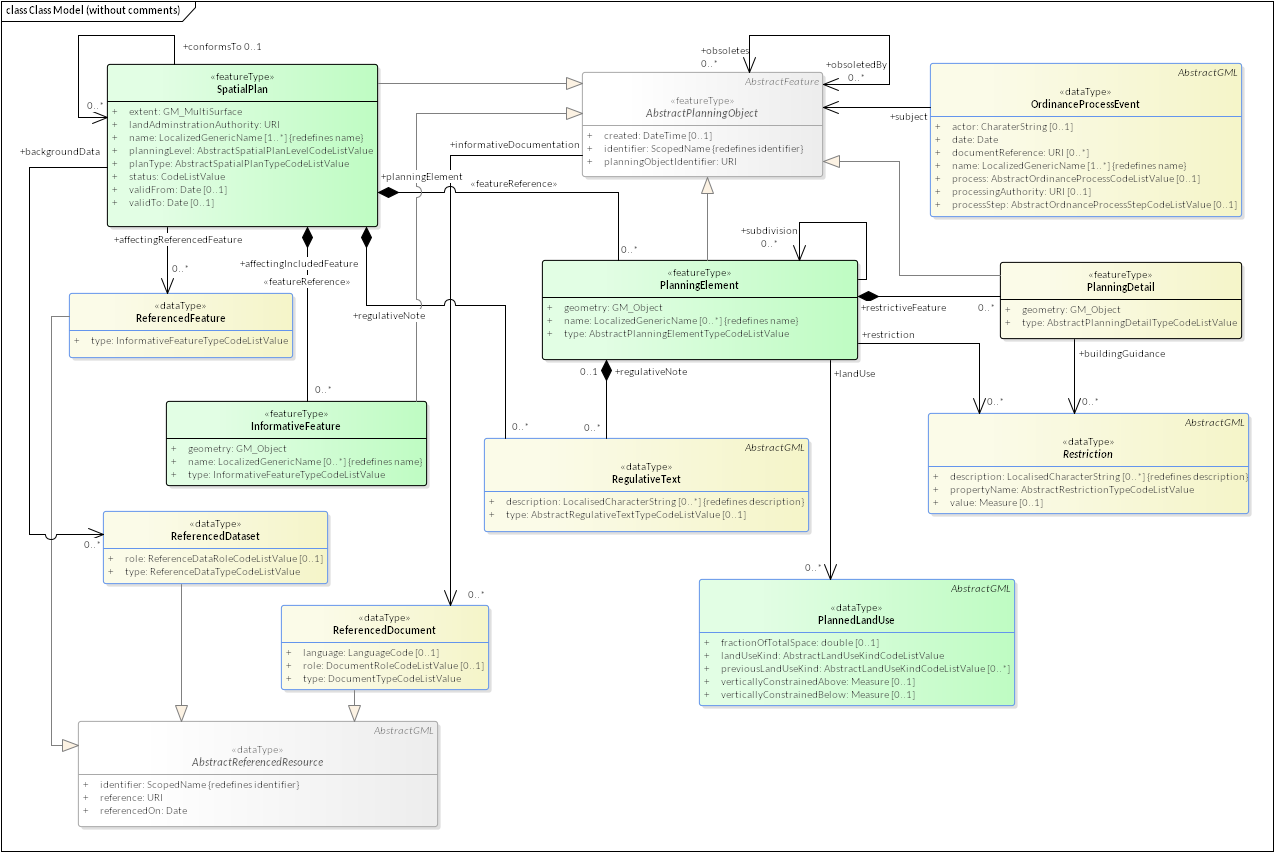 class Class Model (without comments)
+conformsTo 0..1
0..*
«featureType»
SpatialPlan
+ extent: GM_MultiSurface
+ landAdminstrationAuthority: URI
+ name: LocalizedGenericName [1..*] {redefines name}
+ planningLevel: AbstractSpatialPlanLevelCodeListValue
+ planType: AbstractSpatialPlanTypeCodeListValue
+ status: CodeListValue
+ validFrom: Date [0..1]
+ validTo: Date [0..1]
+obsoletes
0..*
+obsoletedBy
0..*
AbstractFeature
«featureType»
AbstractPlanningObject
+ created: DateTime [0..1]
+ identifier: ScopedName {redefines identifier}
+ planningObjectIdentifier: URI
+subject
AbstractGML
«dataType»
OrdinanceProcessEvent
+ actor: CharaterString [0..1]
+ date: Date
+ documentReference: URI [0..*]
+ name: LocalizedGenericName [1..*] {redefines name}
+ process: AbstractOrdinanceProcessCodeListValue [0..1]
+ processingAuthority: URI [0..1]
+ processStep: AbstractOrdnanceProcessStepCodeListValue [0..1]
+backgroundData
+informativeDocumentation
+planningElement
«featureReference»
0..*
+affectingReferencedFeature
0..*
+affectingIncludedFeature
«featureReference»
+regulativeNote
+subdivision
0..*
«featureType»
PlanningElement
+ geometry: GM_Object
+ name: LocalizedGenericName [0..*] {redefines name}
+ type: AbstractPlanningElementTypeCodeListValue
+restrictiveFeature
0..*
«featureType»
PlanningDetail
+ geometry: GM_Object
+ type: AbstractPlanningDetailTypeCodeListValue
«dataType»
ReferencedFeature
+ type: InformativeFeatureTypeCodeListValue
+restriction
+buildingGuidance
0..*
0..*
0..1
+regulativeNote
+landUse
0..*
«featureType»
InformativeFeature
+ geometry: GM_Object
+ name: LocalizedGenericName [0..*] {redefines name}
+ type: InformativeFeatureTypeCodeListValue
0..*
0..*
AbstractGML
«dataType»
RegulativeText
+ description: LocalisedCharacterString [0..*] {redefines description}
+ type: AbstractRegulativeTextTypeCodeListValue [0..1]
AbstractGML
«dataType»
Restriction
+ description: LocalisedCharacterString [0..*] {redefines description}
+ propertyName: AbstractRestrictionTypeCodeListValue
+ value: Measure [0..1]
0..*
«dataType»
ReferencedDataset
+ role: ReferenceDataRoleCodeListValue [0..1]
+ type: ReferenceDataTypeCodeListValue
0..*
«dataType»
ReferencedDocument
+ language: LanguageCode [0..1]
+ role: DocumentRoleCodeListValue [0..1]
+ type: DocumentTypeCodeListValue
0..*
AbstractGML
«dataType»
PlannedLandUse
+ fractionOfTotalSpace: double [0..1]
+ landUseKind: AbstractLandUseKindCodeListValue
+ previousLandUseKind: AbstractLandUseKindCodeListValue [0..*]
+ verticallyConstrainedAbove: Measure [0..1]
+ verticallyConstrainedBelow: Measure [0..1]
AbstractGML
«dataType»
AbstractReferencedResource
+ identifier: ScopedName {redefines identifier}
+ reference: URI
+ referencedOn: Date